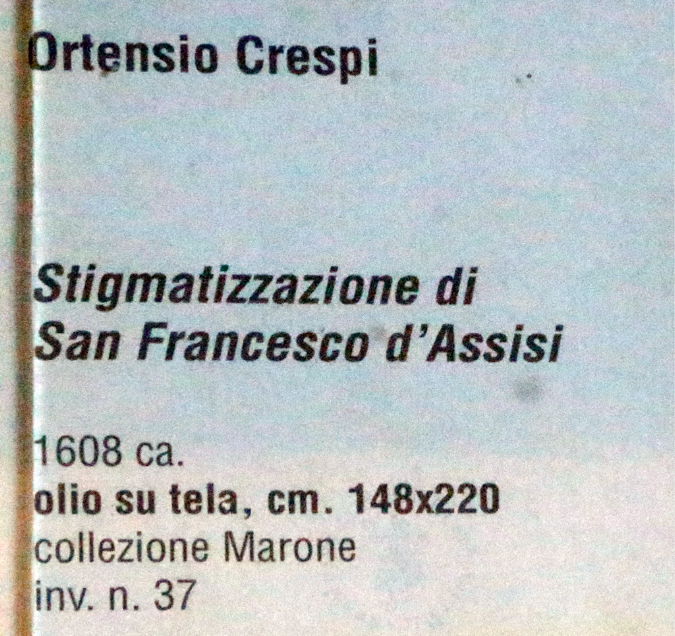 Ortensio Crespi
Stigmatizzazione di
San Francesco d'Assisi
1608 ca.
olio su tela, cm. 148x220
collezione Marone
inv. n. 37